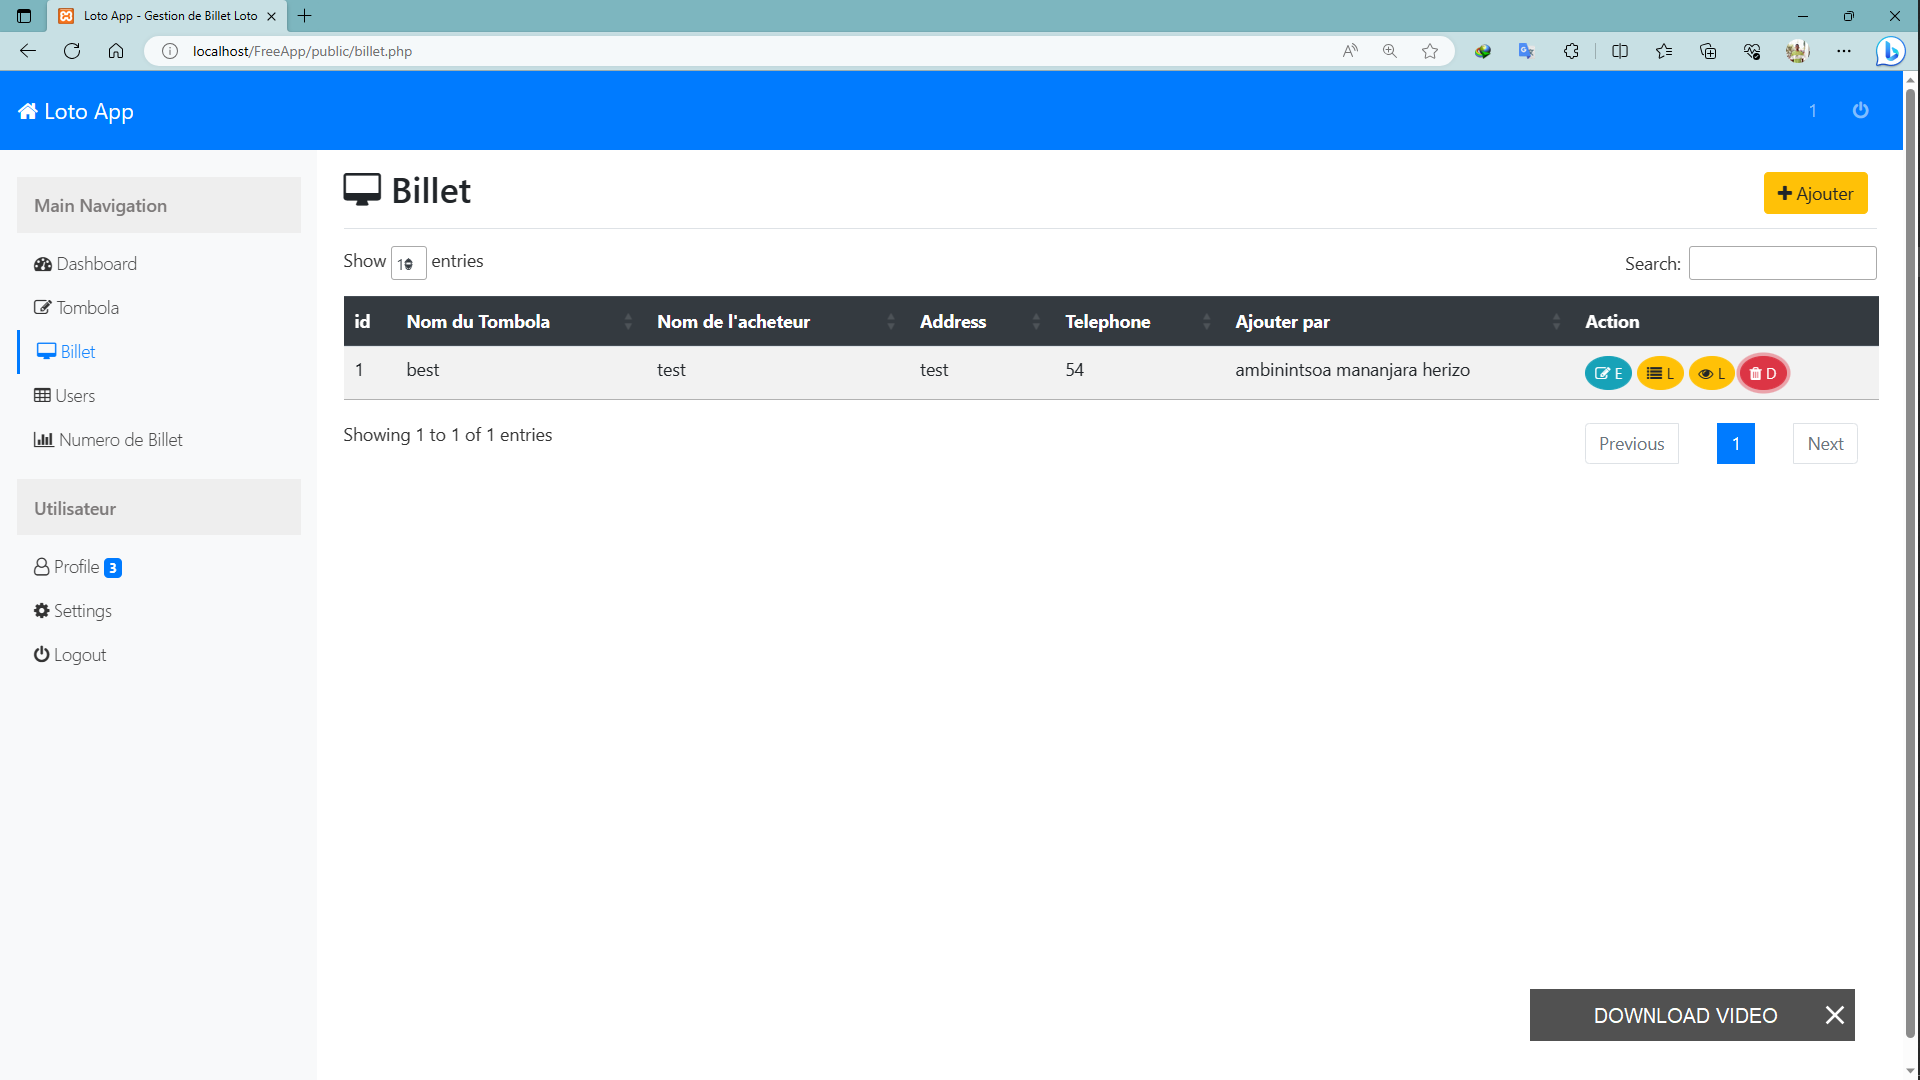 Loto App - Gestion de Billet Loto
localhost/FreeApp/public/billet.php
Loto App
1
Main Navigation
Dashboard
Tombola
Billet
Users
Numero de Billet
Utilisateur
Profile 3
Settings
Logout
Billet
Ajouter
Show 10 entries
Search:
id Nom du Tombola Nom de l'acheteur Address Telephone Ajouter par Action
1 best test test 54 ambinintsoa mananjara herizo E L L D
Showing 1 to 1 of 1 entries
Previous 1 Next
DOWNLOAD VIDEO